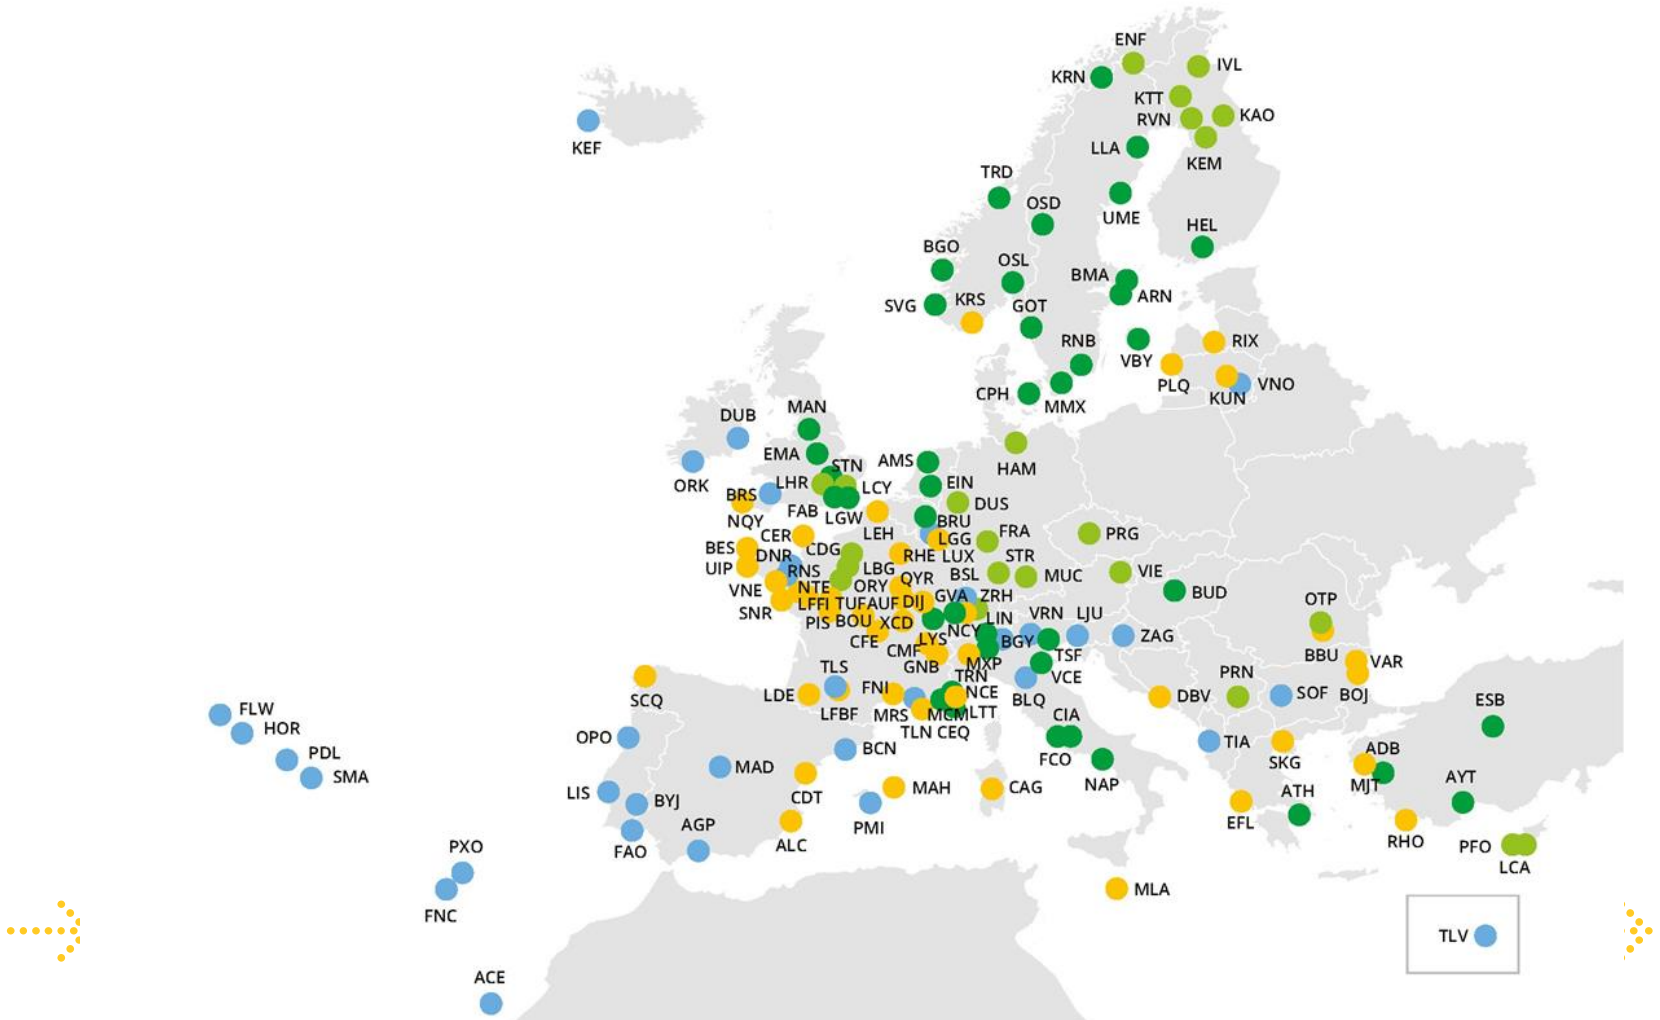 ENF
IVL
KRN
KTT
KAO
RVN
KEF
LLA
KEM
TRD
OSD
UME
HEL
BGO
OSL
BMA
ARN
SVG
KRS
GOT
RNB
RIX
VBY
PLQ
VNO
KUN
CPH
MMX
DUB
MAN
EMA
STN
AMS
HAM
ORK
LHR
LCY
EIN
BRS
DUS
NQY
FAB
LGW
BRU
CER
LEH
LGG
FRA
PRG
BES
DNR
CDG
RHE
LUX
STR
UIP
RNS
LBG
BSL
MUC
VIE
VNE
NTE
ORY
QYR
BUD
SNR
LFFI
TUF
AUF
DIJ
GVA
ZRH
OTP
PIS
BOU
XCD
NCY
LIN
VRN
LJU
ZAG
CFE
LYS
BGY
CMF
GNB
MXP
TSF
BBU
VAR
TLS
TRN
VCE
PRN
SCQ
LDE
FNI
NCE
BLQ
DBV
SOF
BOJ
ESB
FLW
LFBF
MRS
MCM
LTT
CIA
HOR
TLN
CEQ
OPO
BCN
FCO
TIA
SKG
ADB
PDL
MAD
SMA
LIS
BYJ
CDT
MAH
CAG
NAP
MJT
AYT
AGP
PMI
EFL
ATH
FAO
ALC
RHO
PFO
PXO
LCA
FNC
MLA
TLV
ACE